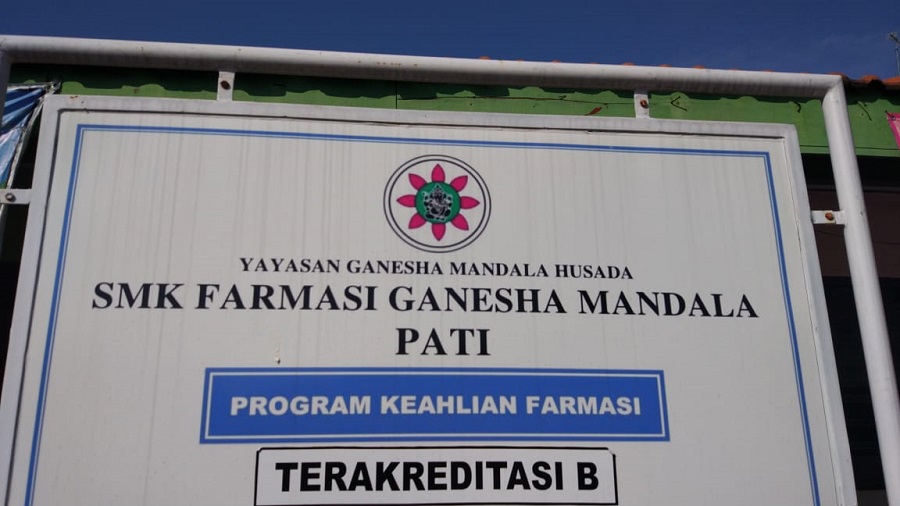 YAYASAN GANESHA MANDALA HUSADA
SMK FARMASI GANESHA MANDALA
PATI
PROGRAM KEAHLIAN FARMASI
TERAKREDITASI B